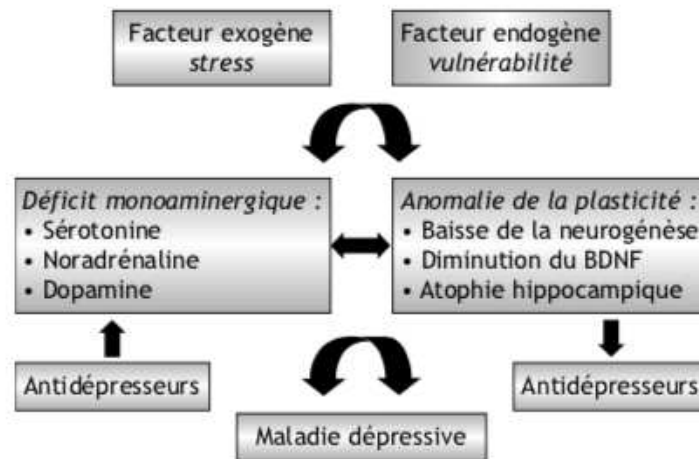 Facteur exogène
stress
Facteur endogène
vulnérabilité
Déficit monoaminergique :
• Sérotonine
• Noradrénaline
• Dopamine
Anomalie de la plasticité :
• Baisse de la neurogénèse
• Diminution du BDNF
• Atophie hippocampique
Antidépresseurs
Antidépresseurs
Maladie dépressive